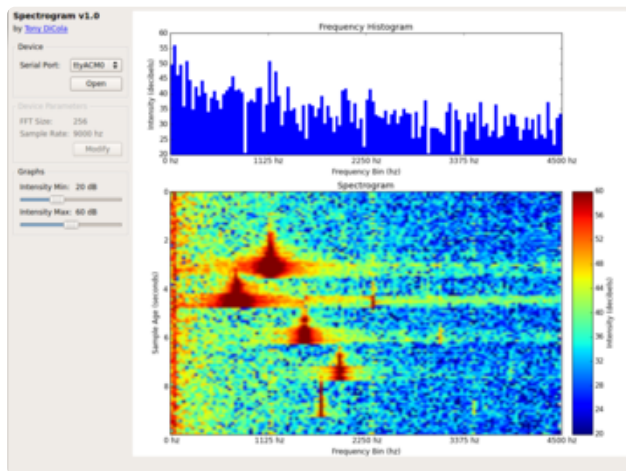 Spectrogram v1.0
by Tony DiCola
Device
Serial Port: ttyACM0
Open
Device Parameters
FFT Size: 256
Sample Rate: 9000 hz
Modify
Graphs
Intensity Min: 20 dB
Intensity Max: 60 dB
Frequency Histogram
Intensity (decibels)
60
55
50
45
40
35
30
25
20
0 hz 1125 hz 2250 hz 3375 hz 4500 hz
Frequency Bin (hz)
Spectrogram
Sample Age (seconds)
0
2
4
6
8
0 hz 1125 hz 2250 hz 3375 hz 4500 hz
Frequency Bin (hz)
60
56
52
48
44
40
36
32
28
24
20
Intensity (decibels)